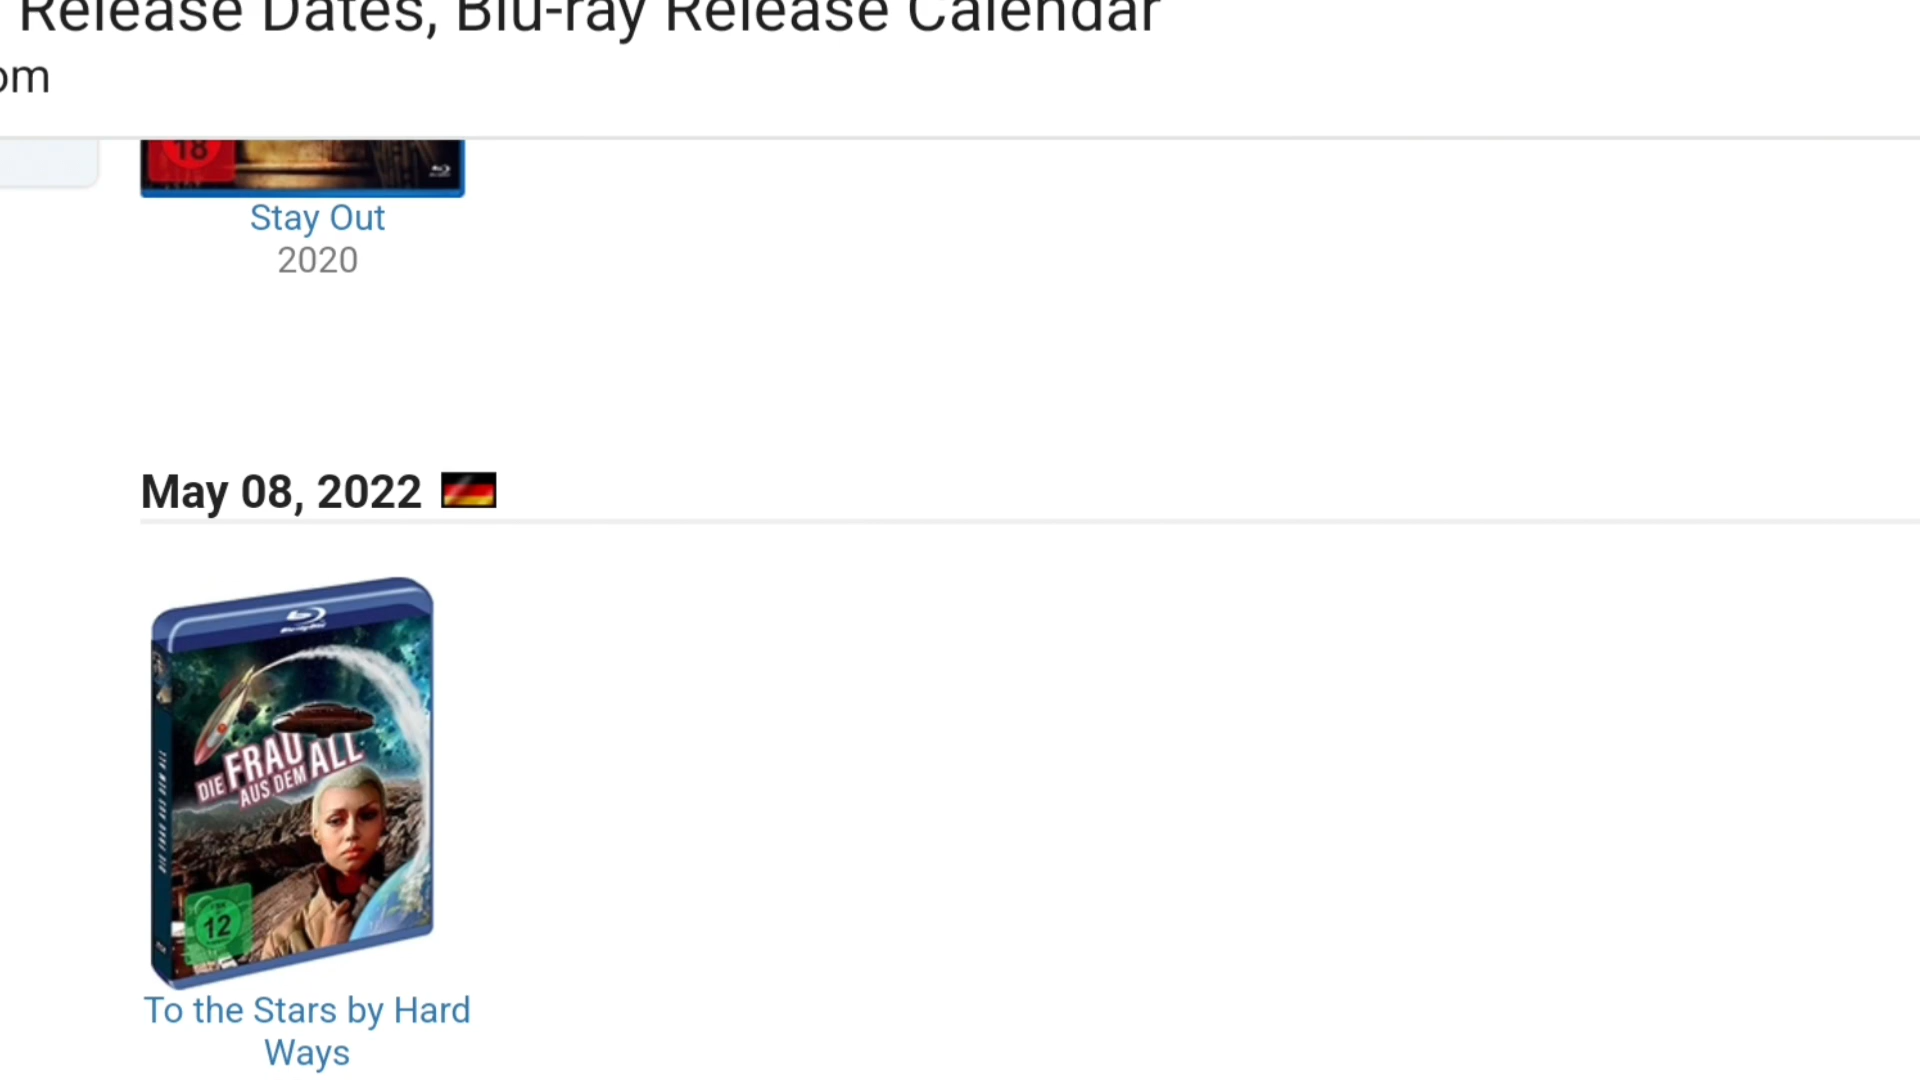 Release Dates, Blu-ray Release Calendar
om
18
Stay Out
2020
May 08, 2022
DIE FRAU
AUS DEM ALL
12
To the Stars by Hard
Ways